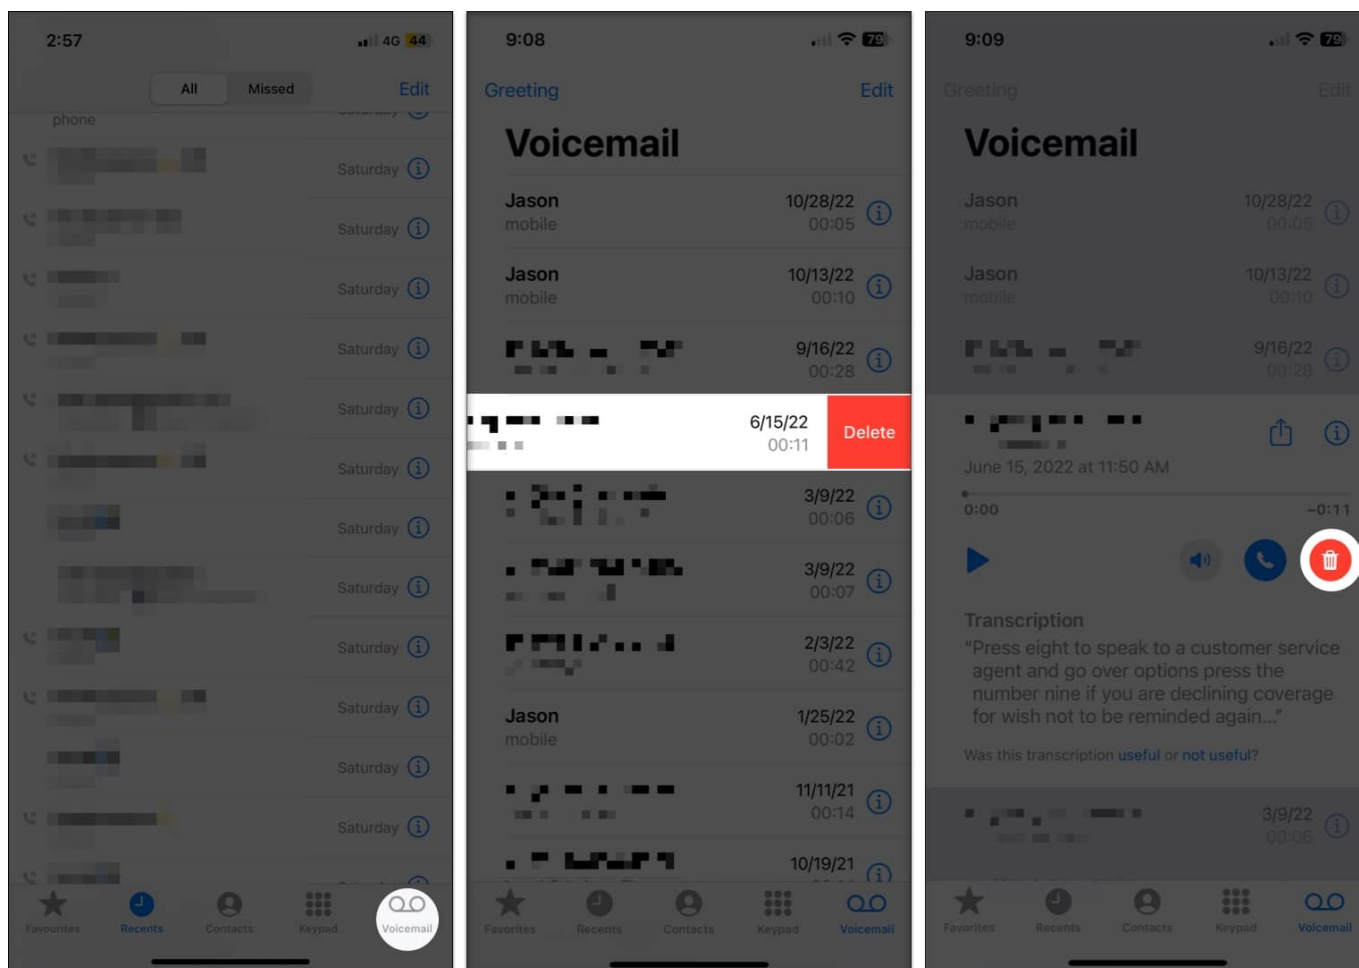 2:57
4G 44
All Missed Edit
phone
Saturday
Saturday
Saturday
Saturday
Saturday
Saturday
Saturday
Saturday
Saturday
Saturday
Saturday
Saturday
Favourites Recents Contacts Keypad Voicemail
9:08
79
Greeting Edit
Voicemail
Jason 10/28/22
mobile 00:05
Jason 10/13/22
mobile 00:10
9/16/22
00:28
6/15/22
00:11
Delete
3/9/22
00:06
3/9/22
00:07
2/3/22
00:42
Jason 1/25/22
mobile 00:02
11/11/21
00:14
10/19/21
Favorites Recents Contacts Keypad Voicemail
9:09
79
Greeting Edit
Voicemail
Jason 10/28/22
mobile 00:05
Jason 10/13/22
mobile 00:10
9/16/22
00:28
June 15, 2022 at 11:50 AM
0:00 −0:11
Transcription
“Press eight to speak to a customer service
agent and go over options press the
number nine if you are declining coverage
for wish not to be reminded again...”
Was this transcription useful or not useful?
3/9/22
00:06
Favorites Recents Contacts Keypad Voicemail